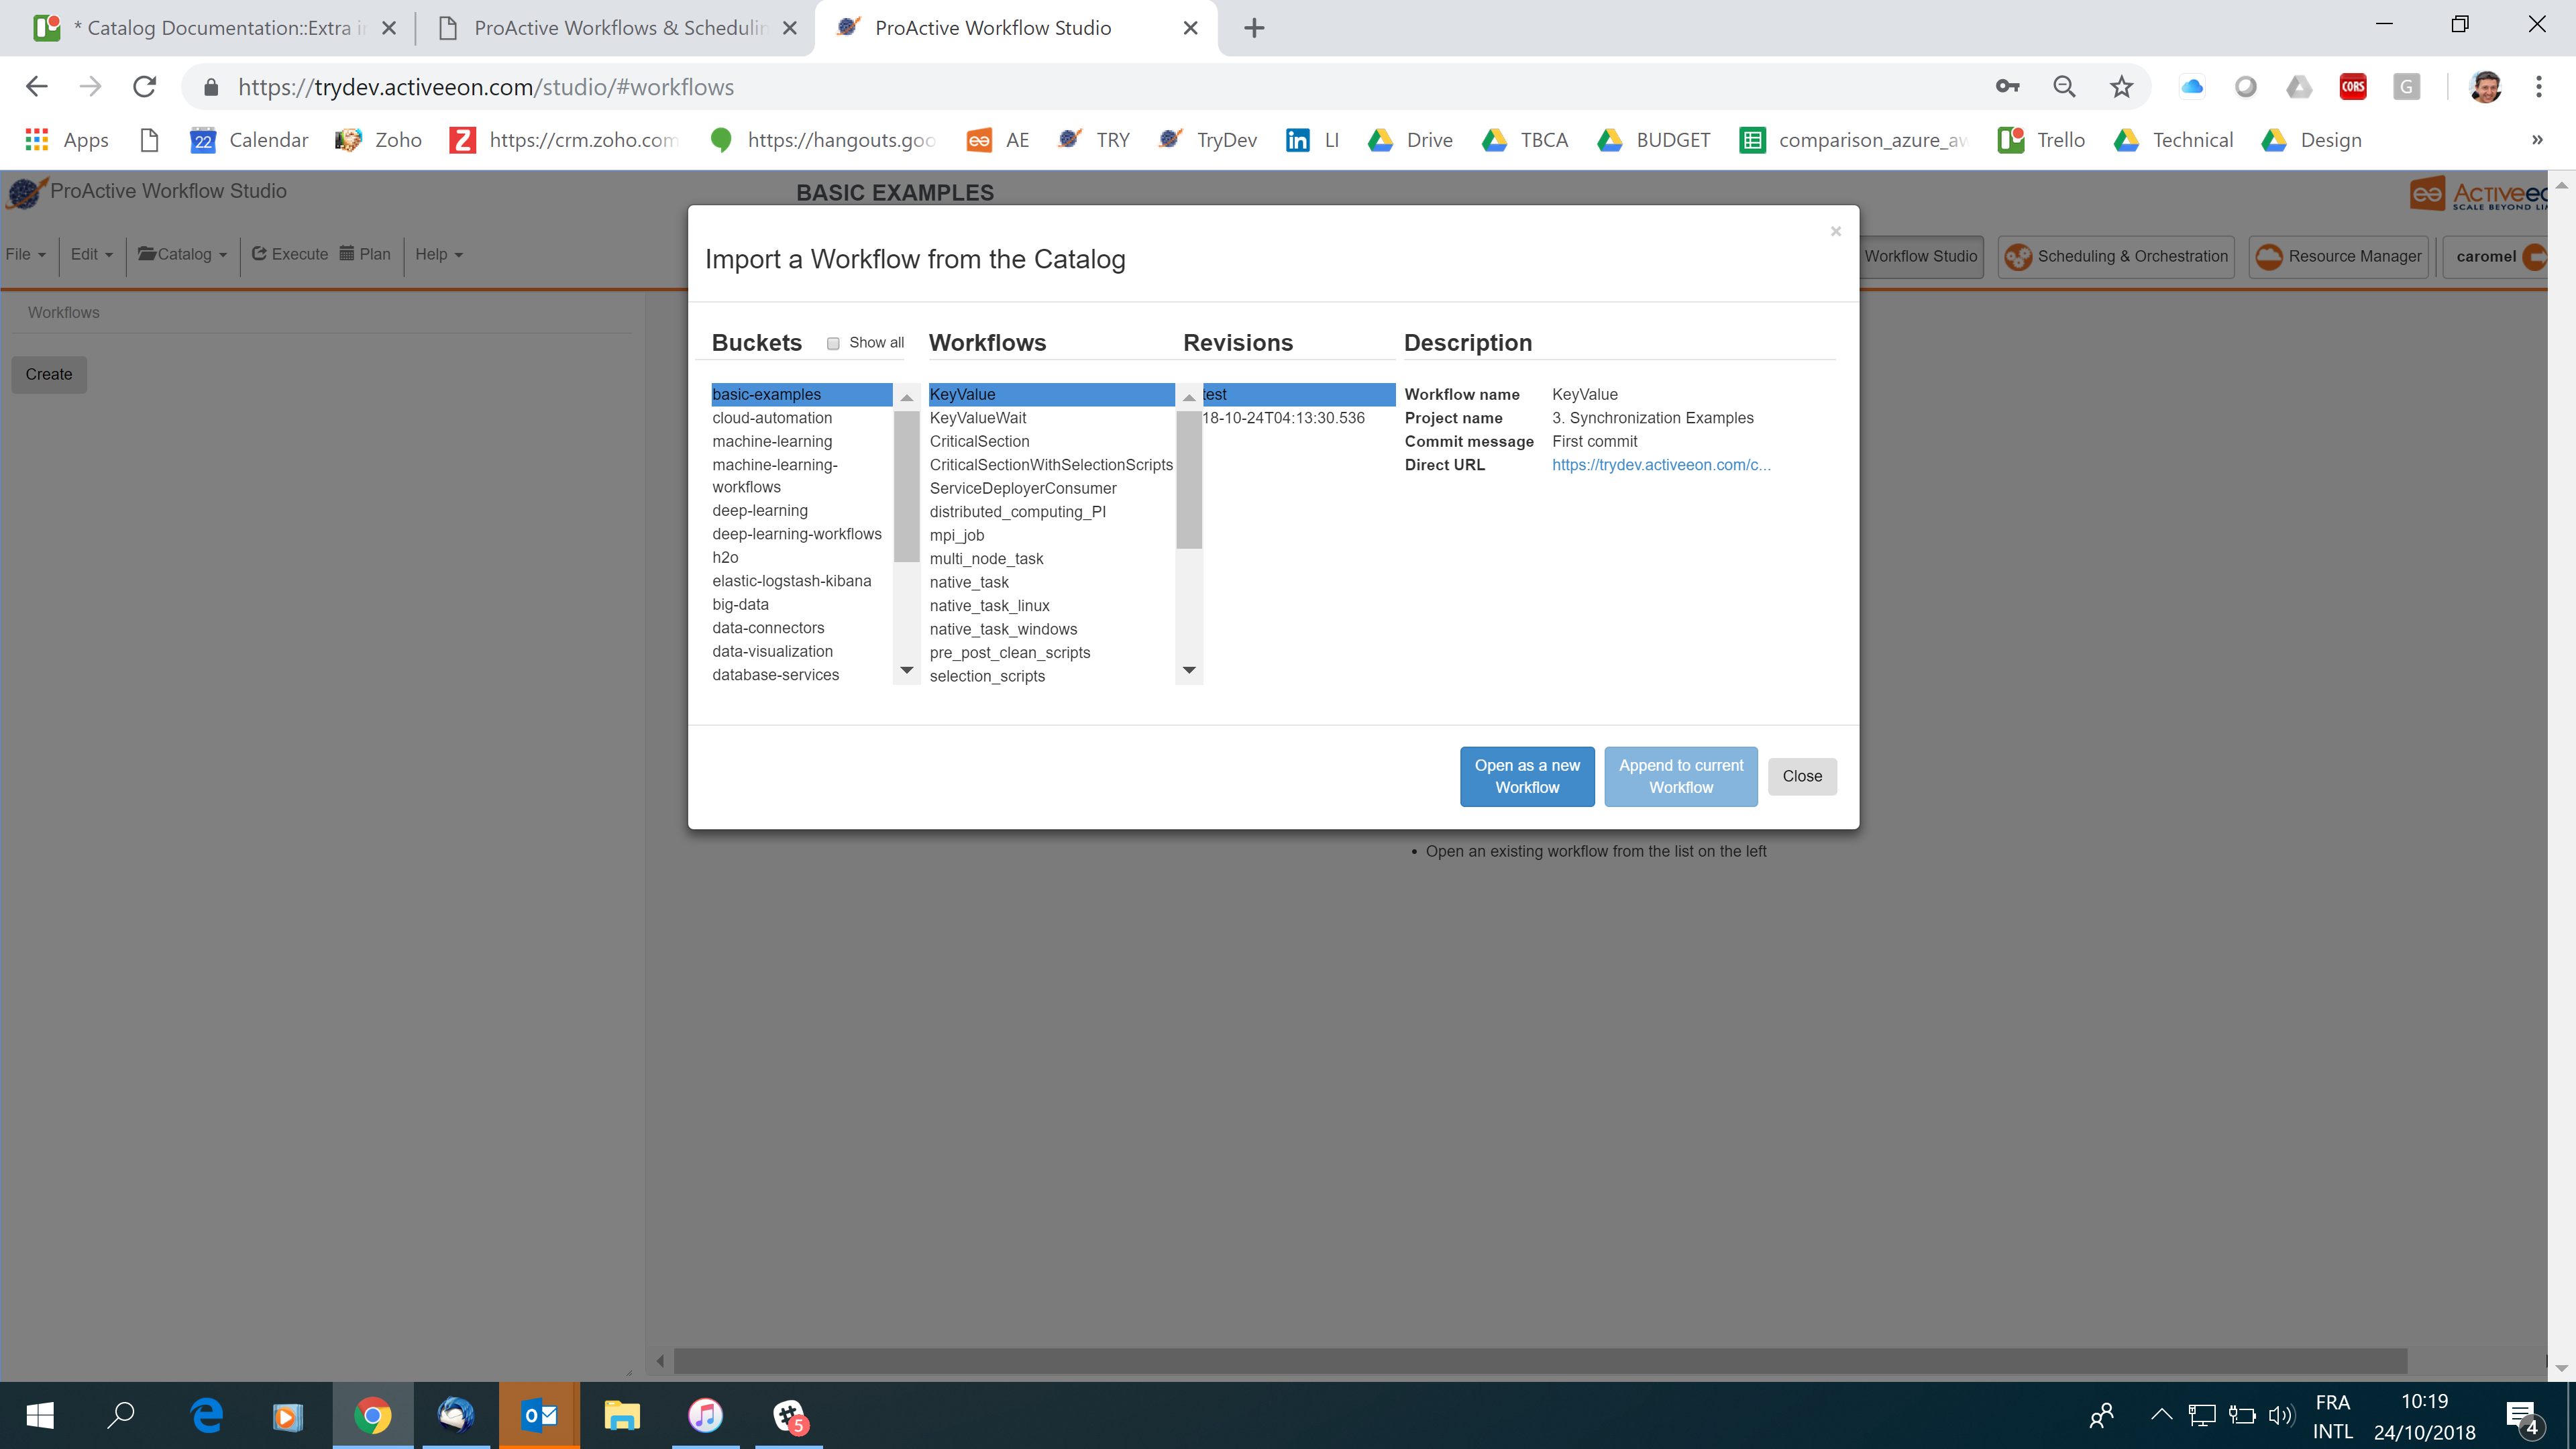 * Catalog Documentation::Extra in
ProActive Workflows & Schedulin
ProActive Workflow Studio
https://trydev.activeeon.com/studio/#workflows
CORS
G
Apps
22
Calendar
Zoho
Z
https://crm.zoho.com
https://hangouts.goo
AE
TRY
TryDev
in
LI
Drive
TBCA
BUDGET
comparison_azure_aw
Trello
Technical
Design
»
ProActive Workflow Studio
BASIC EXAMPLES
Activeeo
SCALE BEYOND LI
File
Edit
Catalog
Execute
Plan
Help
Workflow Studio
Scheduling & Orchestration
Resource Manager
caromel
Workflows
Create
×
Import a Workflow from the Catalog
Buckets
Show all
Workflows
Revisions
Description
basic-examples
cloud-automation
machine-learning
machine-learning-
workflows
deep-learning
deep-learning-workflows
h2o
elastic-logstash-kibana
big-data
data-connectors
data-visualization
database-services
KeyValue
KeyValueWait
CriticalSection
CriticalSectionWithSelectionScripts
ServiceDeployerConsumer
distributed_computing_PI
mpi_job
multi_node_task
native_task
native_task_linux
native_task_windows
pre_post_clean_scripts
selection_scripts
test
18-10-24T04:13:30.536
Workflow name KeyValue
Project name 3. Synchronization Examples
Commit message First commit
Direct URL https://trydev.activeeon.com/c...
Open as a new
Workflow
Append to current
Workflow
Close
• Open an existing workflow from the list on the left
5
FRA
INTL
10:19
24/10/2018
4